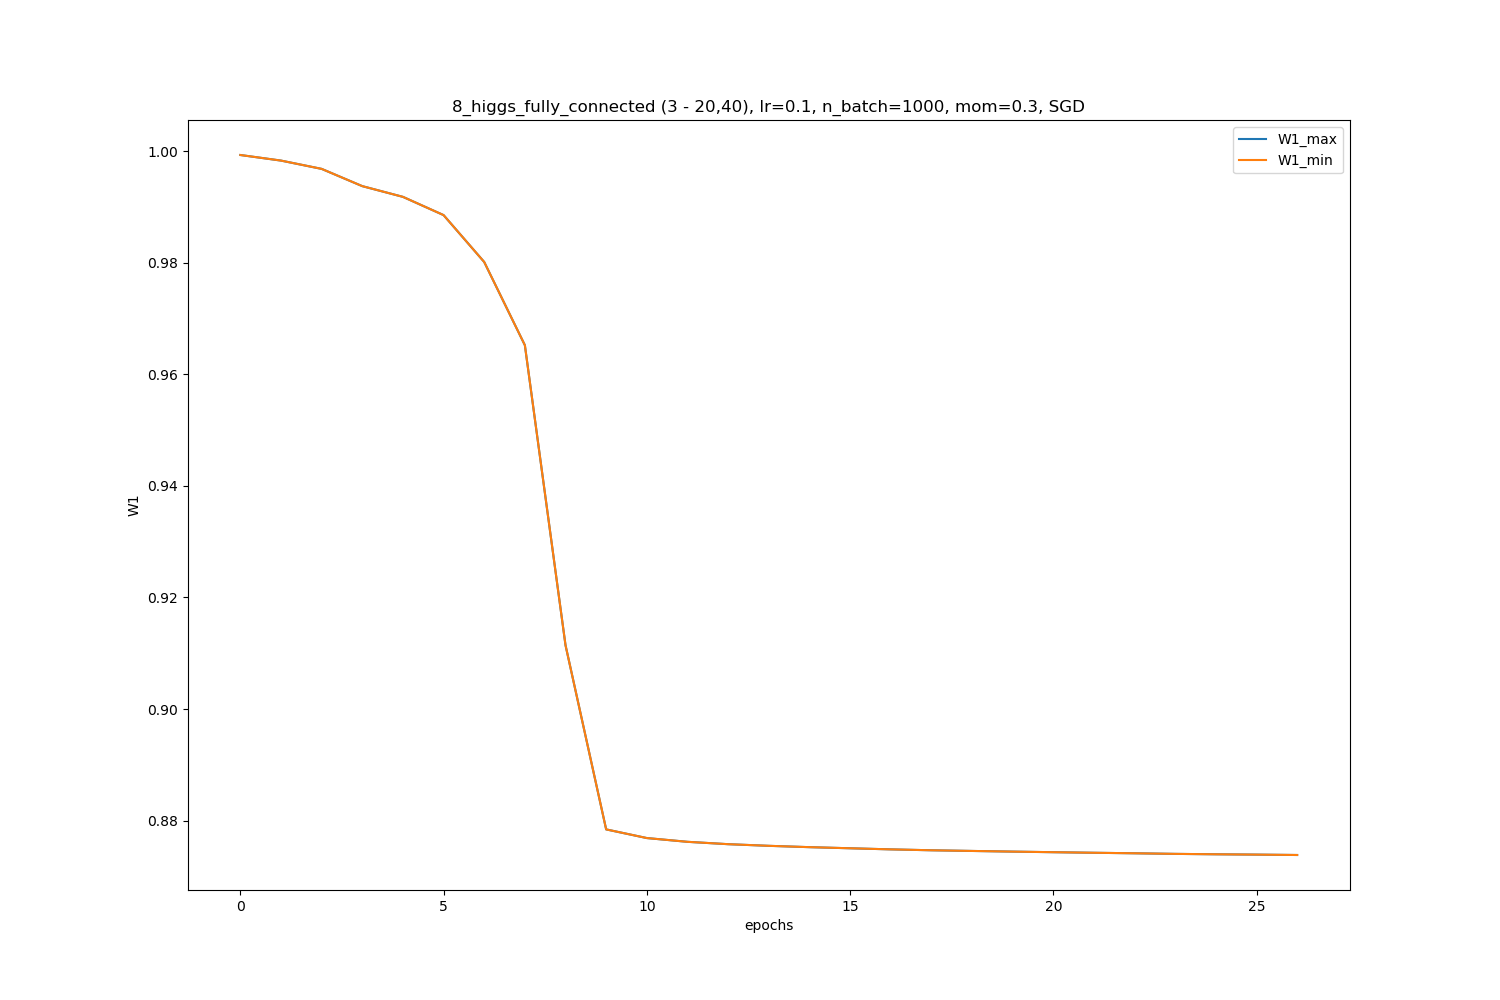 8_higgs_fully_connected (3 - 20,40), lr=0.1, n_batch=1000, mom=0.3, SGD
W1_max
W1_min
1.00
0.98
0.96
0.94
0.92
0.90
0.88
W1
0 5 10 15 20 25
epochs